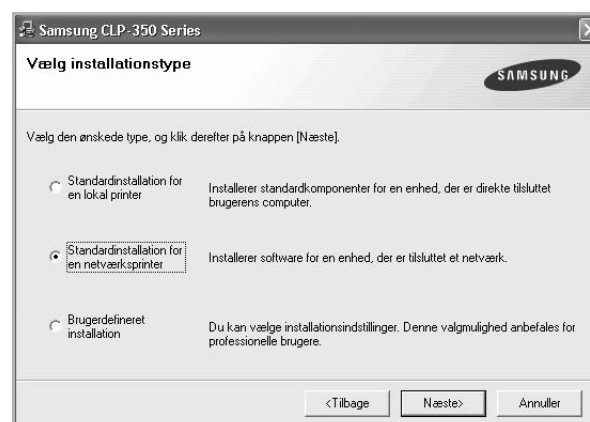 Samsung CLP-350 Series
Vælg installationstype
SAMSUNG
Vælg den ønskede type, og klik derefter på knappen [Næste].
Standardinstallation for
en lokal printer
Installerer standardkomponenter for en enhed, der er direkte tilsluttet
brugerens computer.
Standardinstallation for
en netværksprinter
Installerer software for en enhed, der er tilsluttet et netværk.
Brugerdefineret
installation
Du kan vælge installationsindstillinger. Denne valgmulighed anbefales for
professionelle brugere.
<Tilbage
Næste>
Annuller